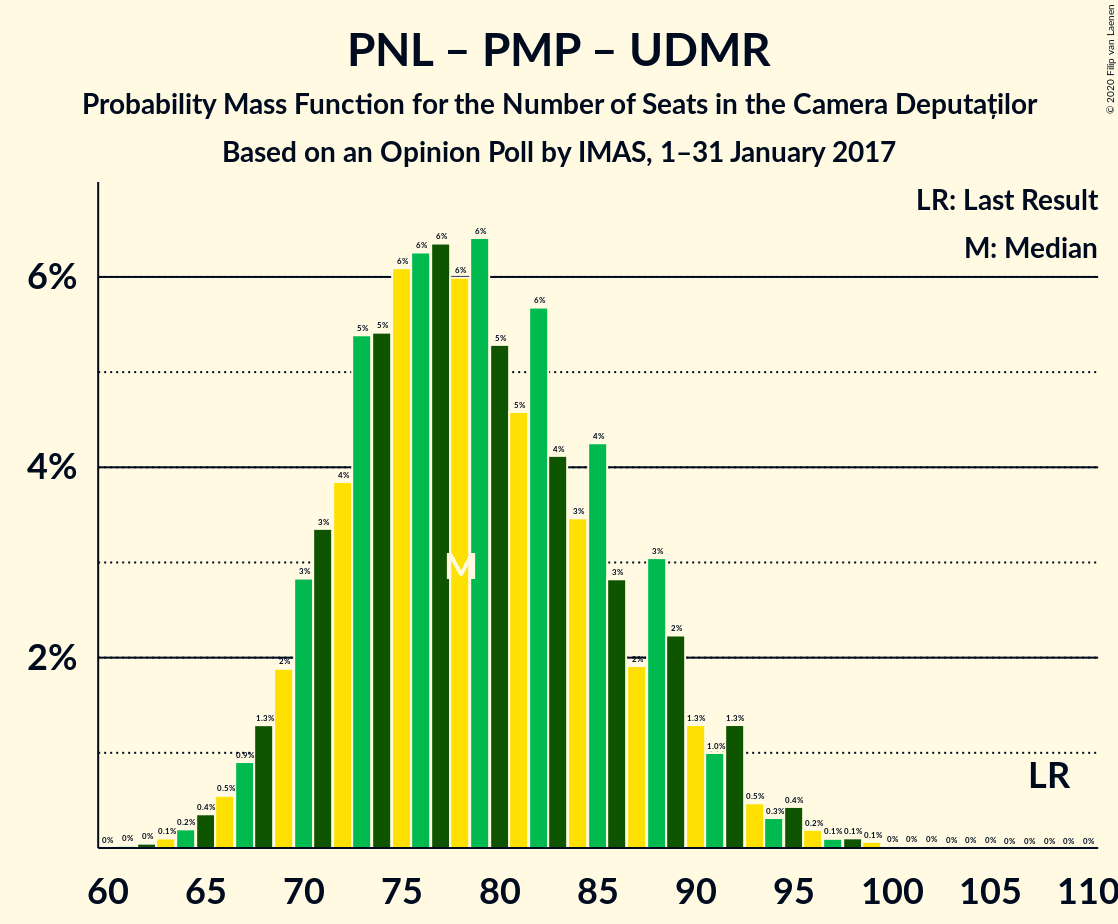 PNL – PMP – UDMR
Probability Mass Function for the Number of Seats in the Camera Deputaților
Based on an Opinion Poll by IMAS, 1–31 January 2017
© 2020 Filip van Laenen
LR: Last Result
M: Median
6%
4%
2%
0% 0% 0% 0.1% 0.2% 0.4% 0.5% 0.9% 1.3% 2% 3% 3% 4% 5% 5% 6% 6% 6% 6% 6% 5% 5% 6% 4% 3% 4% 3% 2% 3% 2% 1.3% 1.0% 1.3% 0.5% 0.3% 0.4% 0.2% 0.1% 0.1% 0.1% 0% 0% 0% 0% 0% 0% 0% 0% 0% 0% 0%
M
LR
60 65 70 75 80 85 90 95 100 105 110